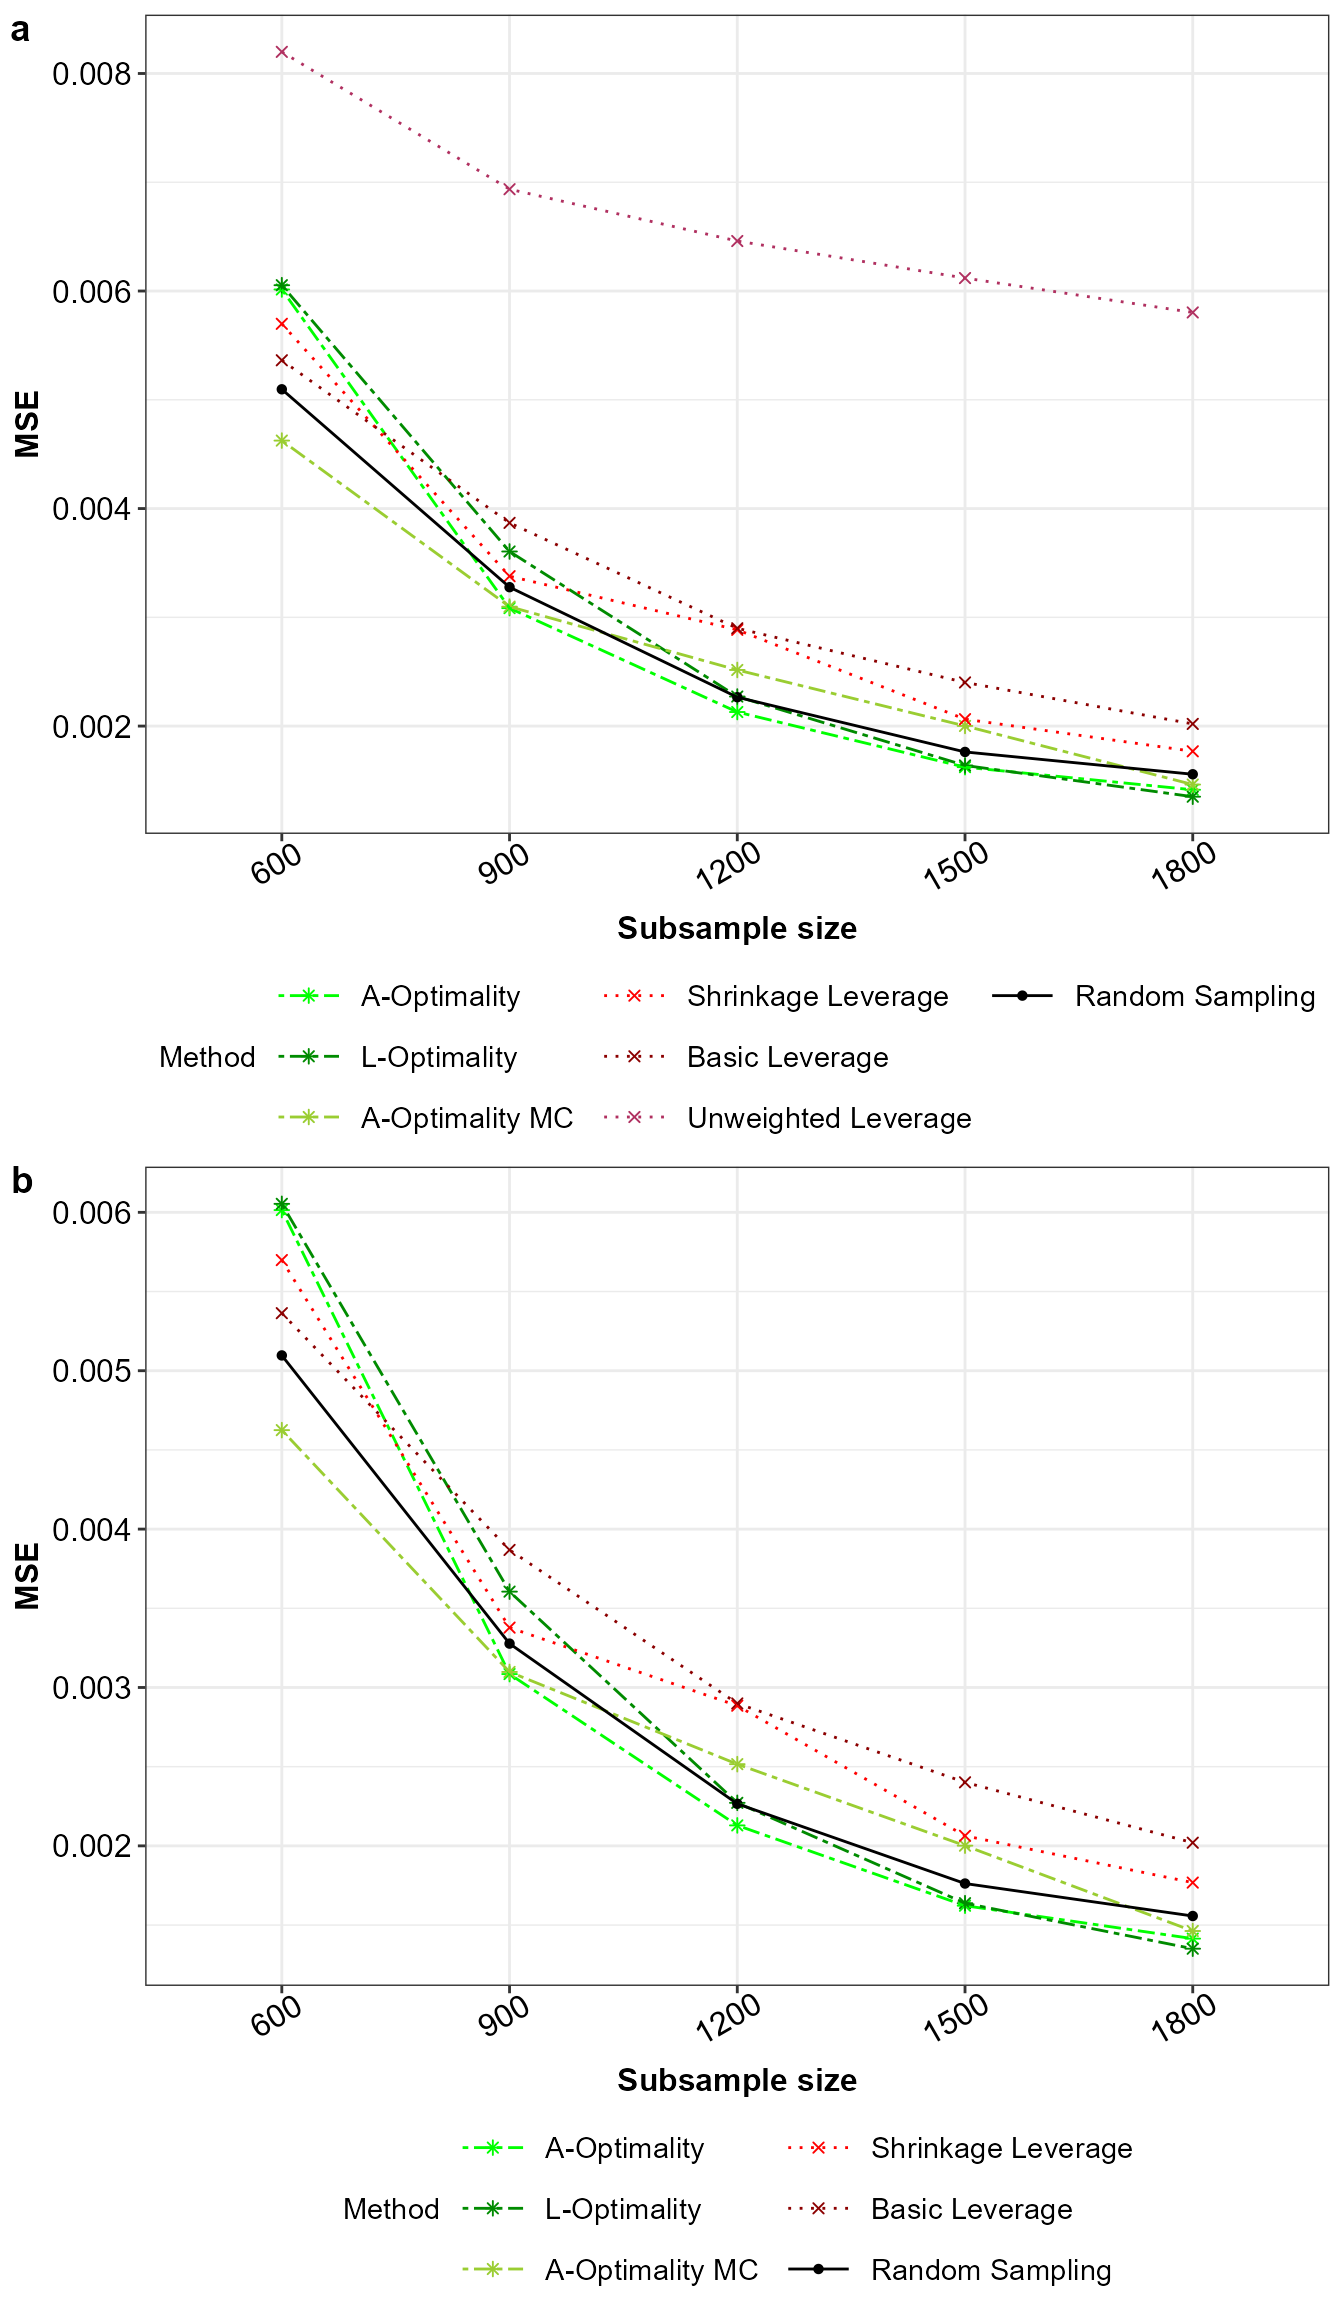 a
0.008
0.006
0.004
0.002
MSE
600 900 1200 1500 1800
Subsample size
A-Optimality Shrinkage Leverage Random Sampling
Method L-Optimality Basic Leverage
A-Optimality MC Unweighted Leverage
b
0.006
0.005
0.004
0.003
0.002
MSE
600 900 1200 1500 1800
Subsample size
A-Optimality Shrinkage Leverage
Method L-Optimality Basic Leverage
A-Optimality MC Random Sampling